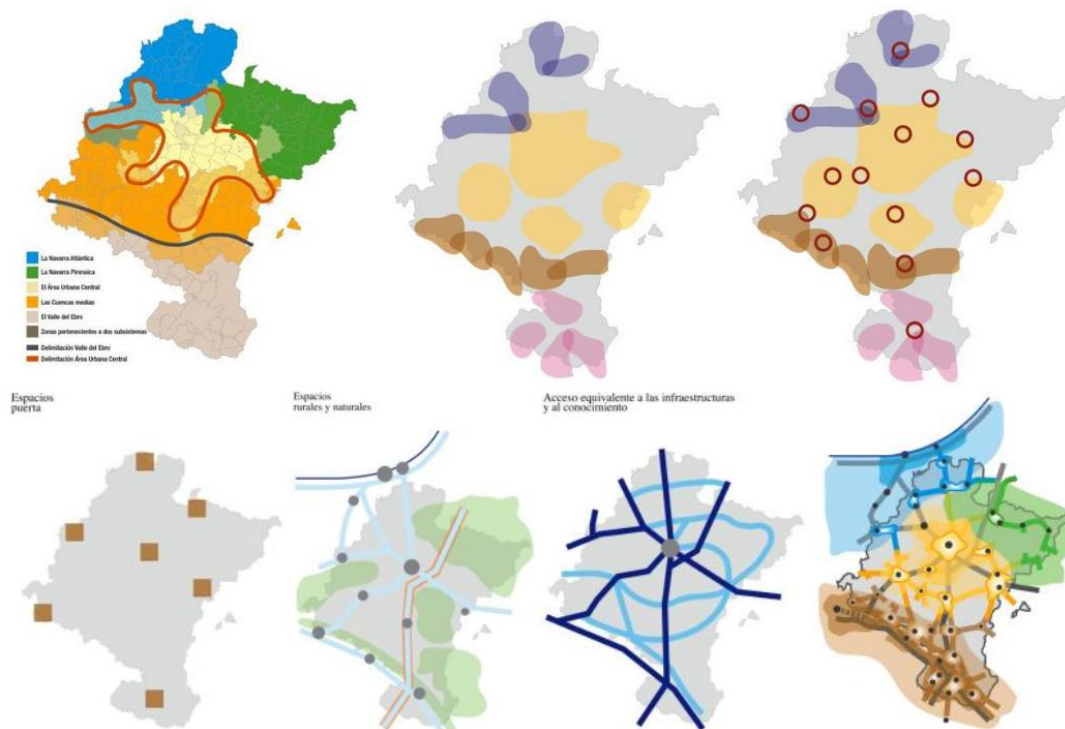 La Navarra Atlántica
La Navarra Pirenaica
El Área Urbana Central
Las Cuencas medias
El Valle del Ebro
Zonas pertenecientes a dos subsistemas
Delimitación Valle del Ebro
Delimitación Área Urbana Central
Espacios
puerta
Espacios
rurales y naturales
Acceso equivalente a las infraestructuras
y al conocimiento